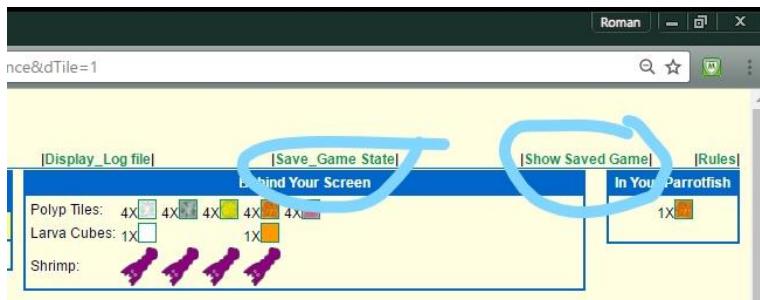 Roman
nce&dTile=1
|Display_Log file| |Save_Game State| |Show Saved Game| |Rules|
Behind Your Screen In Your Parrotfish
Polyp Tiles: 4X 4X 4X 4X 4X 1X
Larva Cubes: 1X 1X
Shrimp: